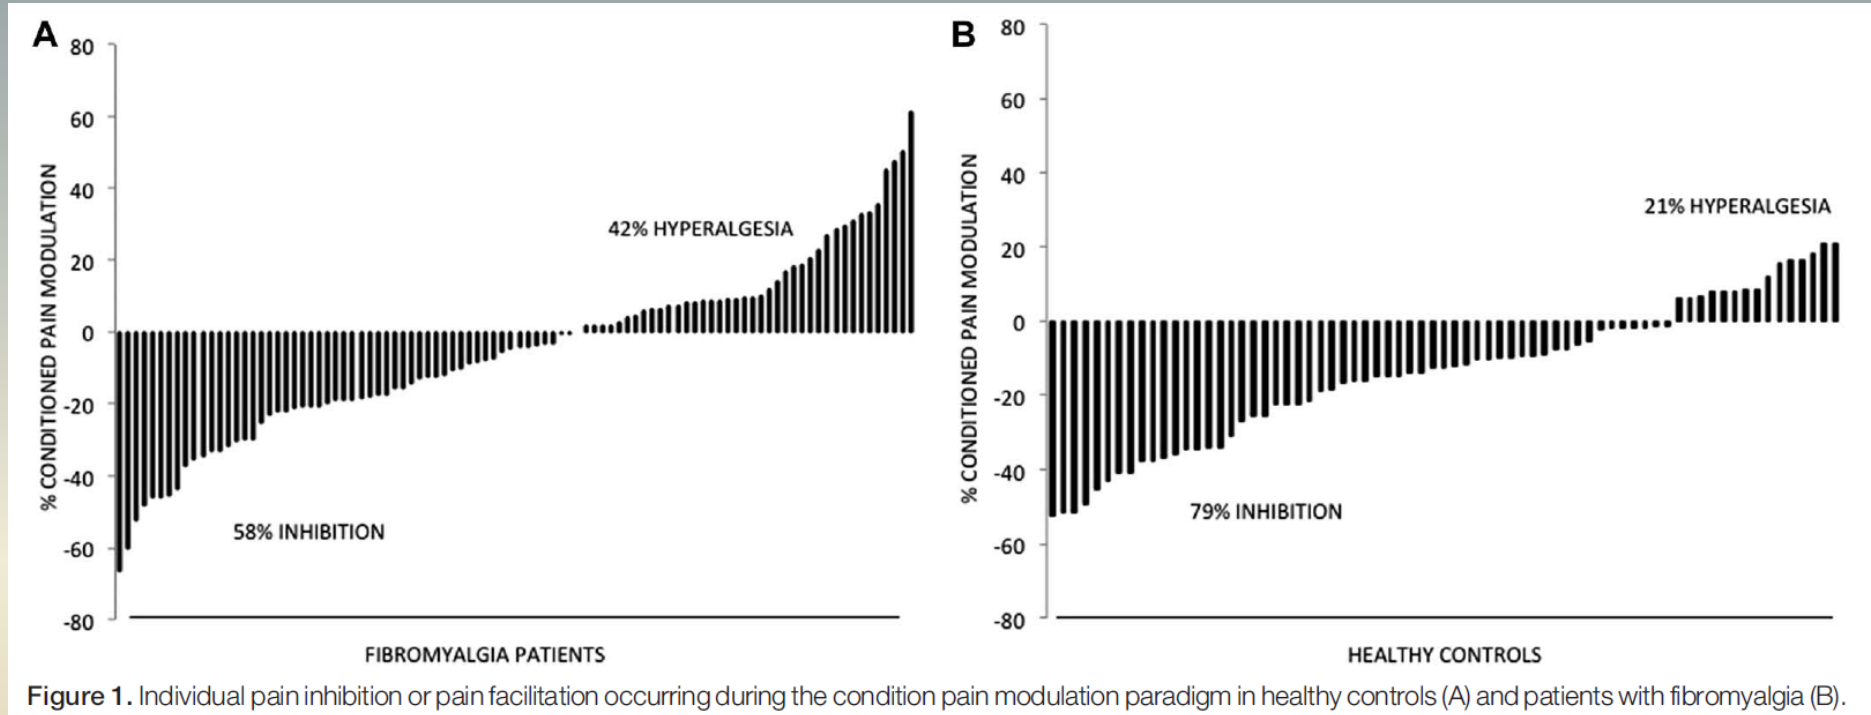 A
80
60
40
20
0
-20
-40
-60
-80
% CONDITIONED PAIN MODULATION
42% HYPERALGESIA
58% INHIBITION
FIBROMYALGIA PATIENTS
B
80
60
40
20
0
-20
-40
-60
-80
% CONDITIONED PAIN MODULATION
21% HYPERALGESIA
79% INHIBITION
HEALTHY CONTROLS
Figure 1. Individual pain inhibition or pain facilitation occurring during the condition pain modulation paradigm in healthy controls (A) and patients with fibromyalgia (B).